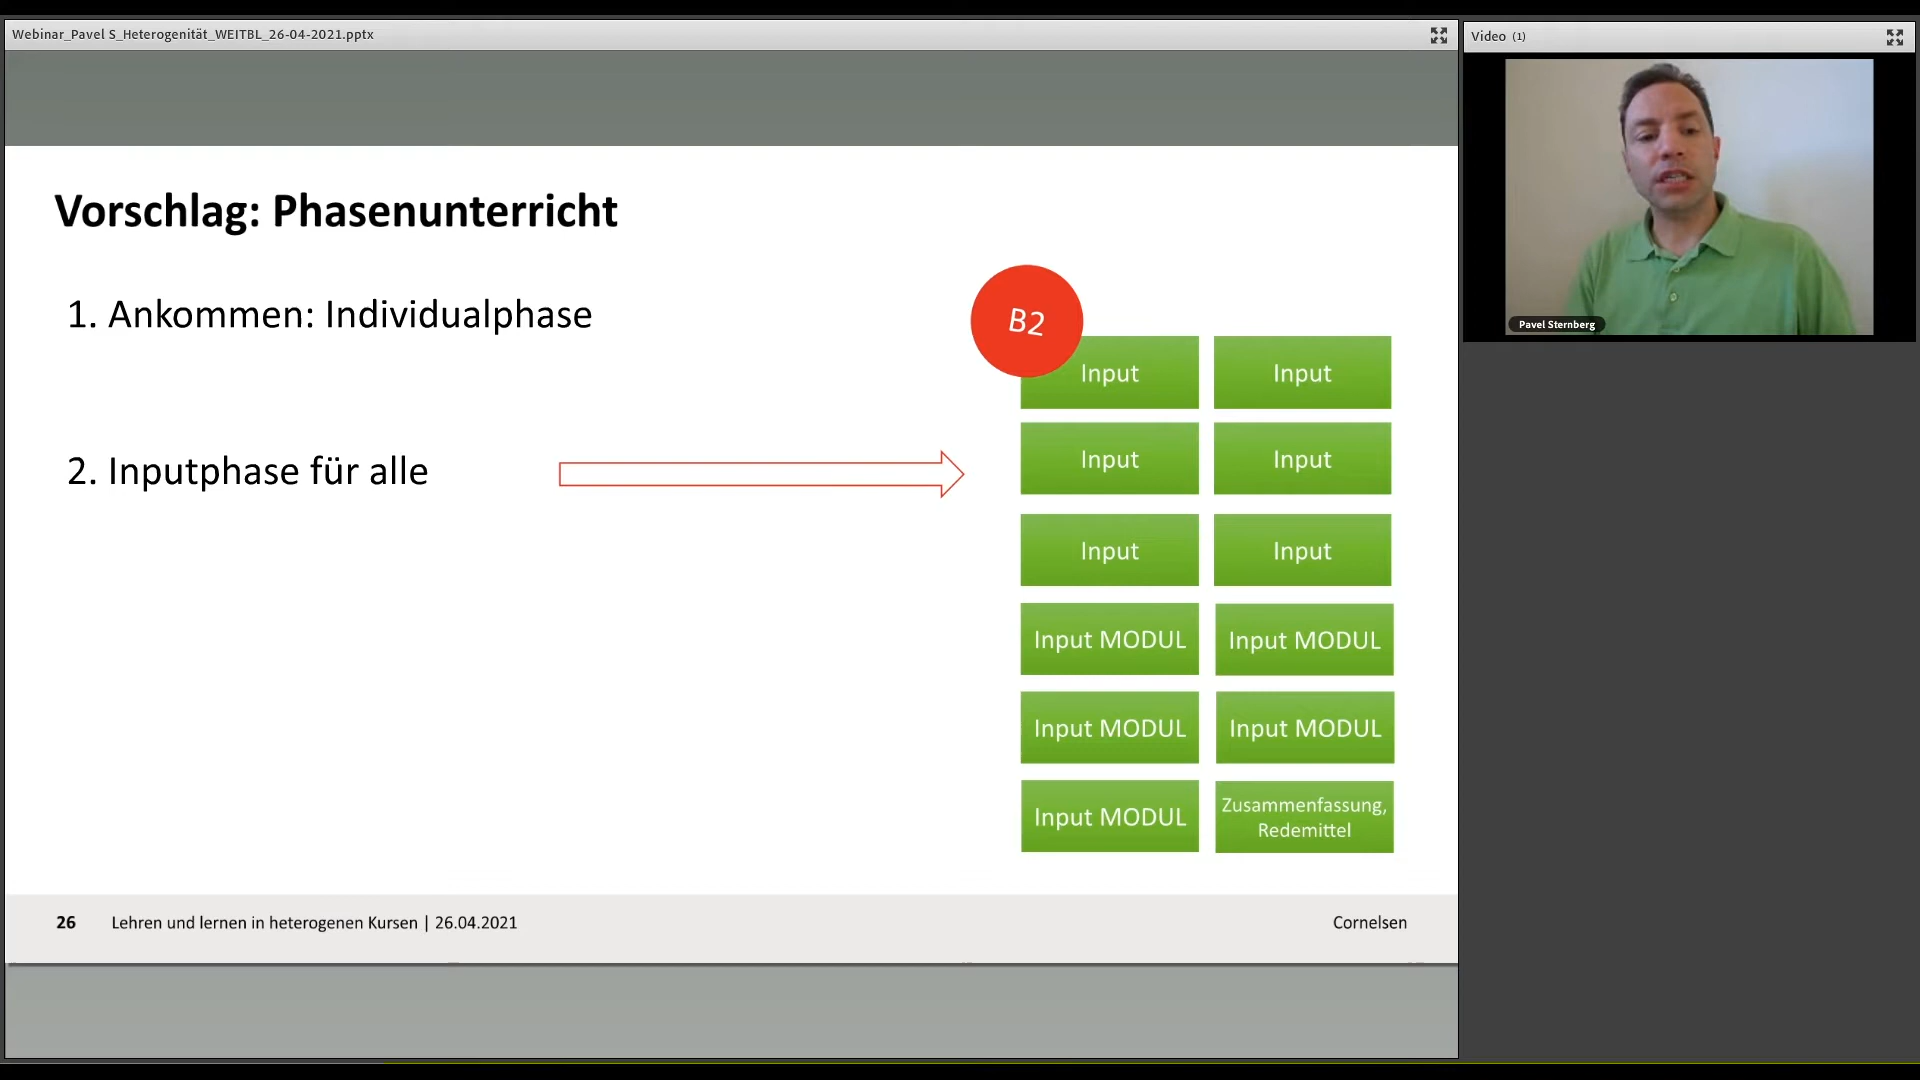 Webinar_Pavel S_Heterogenität_WEITBL_26-04-2021.pptx
Video (1)
Pavel Sternberg
Vorschlag: Phasenunterricht
1. Ankommen: Individualphase
2. Inputphase für alle
B2
Input
Input
Input
Input
Input
Input
Input MODUL
Input MODUL
Input MODUL
Input MODUL
Input MODUL
Zusammenfassung,
Redemittel
26 Lehren und lernen in heterogenen Kursen | 26.04.2021
Cornelsen